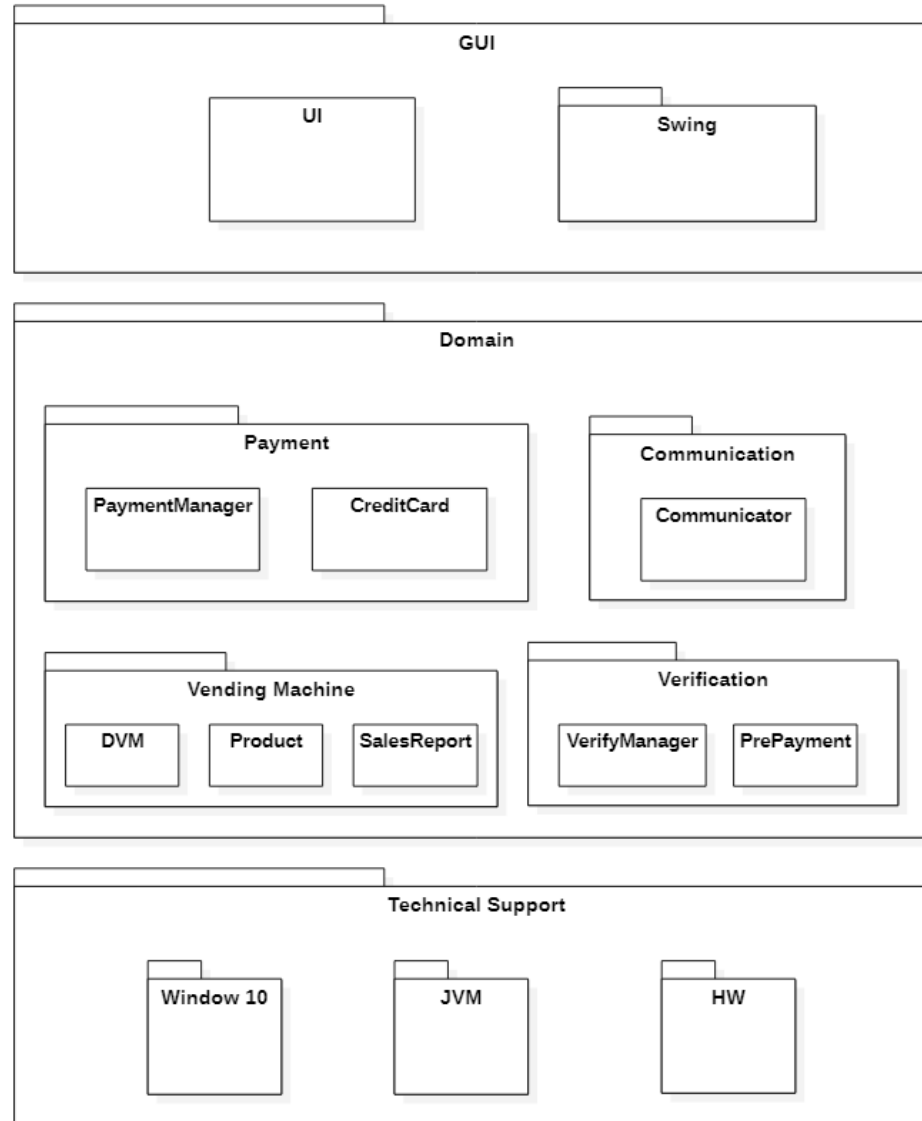 GUI
UI
Swing
Domain
Payment
Communication
PaymentManager
CreditCard
Communicator
Vending Machine
Verification
DVM
Product
SalesReport
VerifyManager
PrePayment
Technical Support
Window 10
JVM
HW